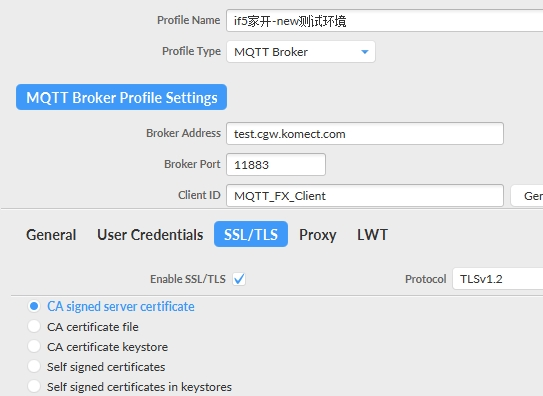 Profile Name if5家开-new测试环境
Profile Type MQTT Broker
MQTT Broker Profile Settings
Broker Address test.cgw.komect.com
Broker Port 11883
Client ID MQTT_FX_Client Ger
General User Credentials SSL/TLS Proxy LWT
Enable SSL/TLS Protocol TLSv1.2
CA signed server certificate
CA certificate file
CA certificate keystore
Self signed certificates
Self signed certificates in keystores